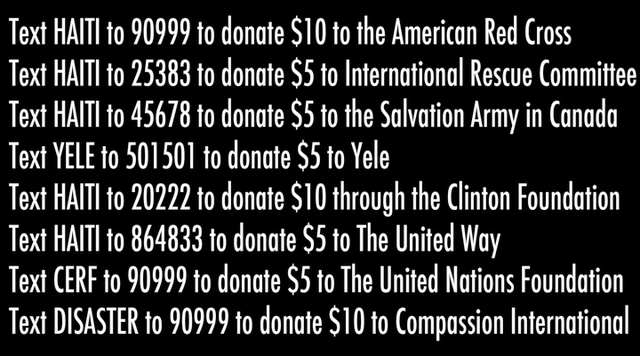 Text HAITI to 90999 to donate $10 to the American Red Cross
Text HAITI to 25383 to donate $5 to International Rescue Committee
Text HAITI to 45678 to donate $5 to the Salvation Army in Canada
Text YELE to 501501 to donate $5 to Yele
Text HAITI to 20222 to donate $10 through the Clinton Foundation
Text HAITI to 864833 to donate $5 to The United Way
Text CERF to 90999 to donate $5 to The United Nations Foundation
Text DISASTER to 90999 to donate $10 to Compassion International